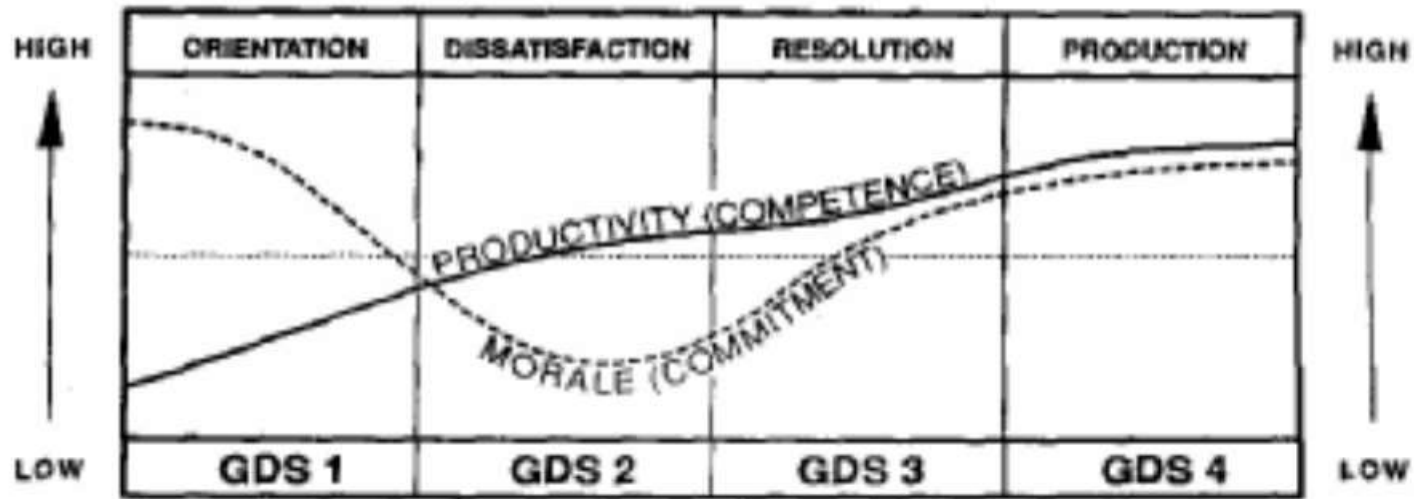 HIGH ORIENTATION DISSATISFACTION RESOLUTION PRODUCTION HIGH
PRODUCTIVITY (COMPETENCE)
MORALE (COMMITMENT)
LOW GDS 1 GDS 2 GDS 3 GDS 4 LOW